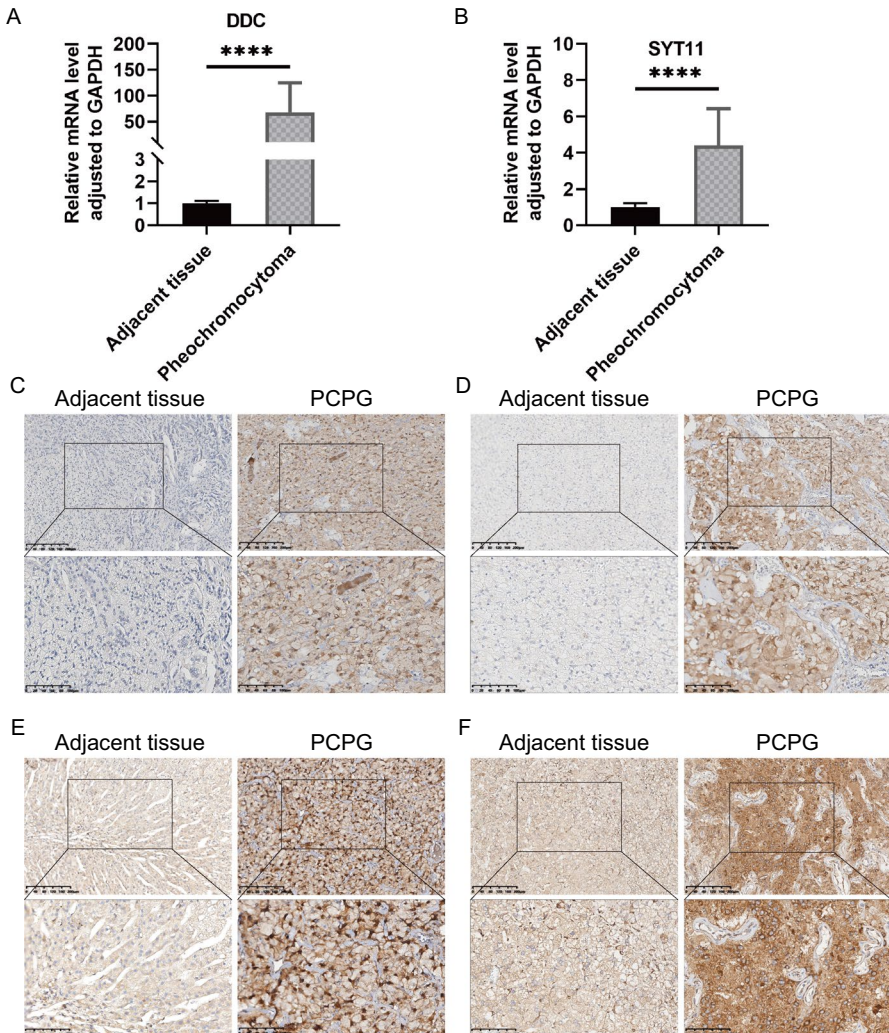 A
DDC
****
Relative mRNA level
adjusted to GAPDH
200
150
100
50
3
2
1
0
Adjacent tissue
Pheochromocytoma
B
SYT11
****
Relative mRNA level
adjusted to GAPDH
10
8
6
4
2
0
Adjacent tissue
Pheochromocytoma
C
Adjacent tissue
PCPG
D
Adjacent tissue
PCPG
E
Adjacent tissue
PCPG
F
Adjacent tissue
PCPG